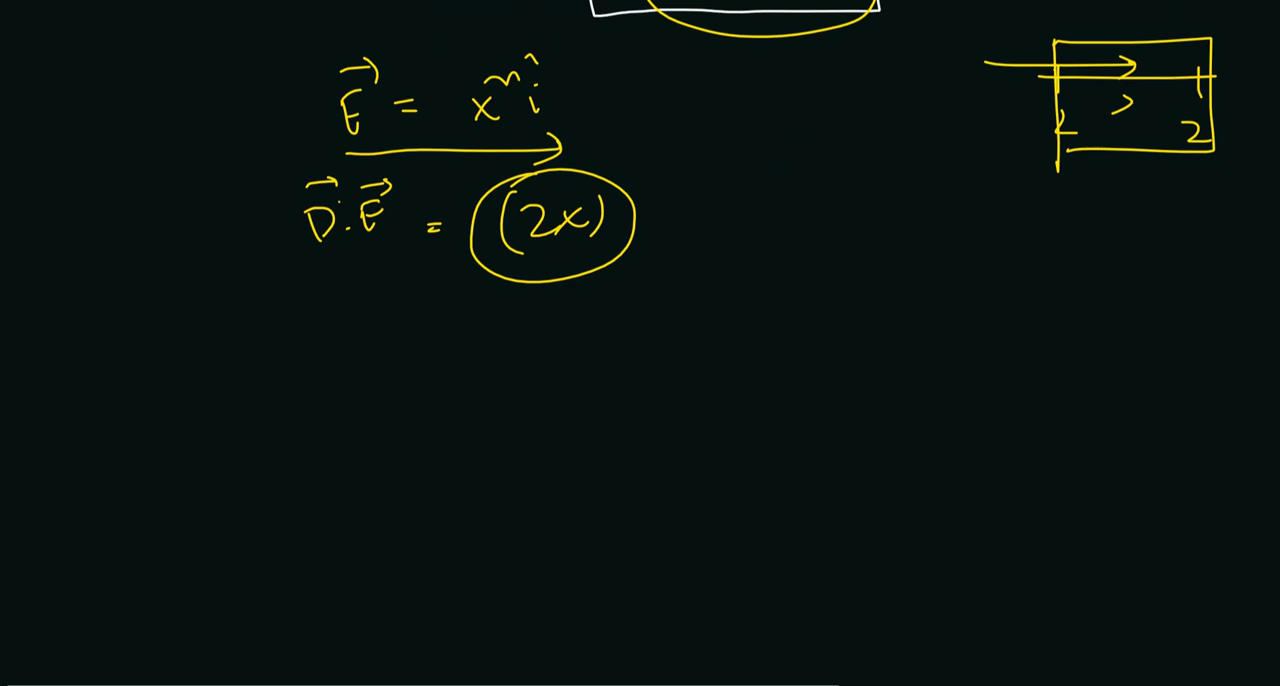 E⃗ = xⁿ î
D⃗.E⃗ = (2x)
1 > 2